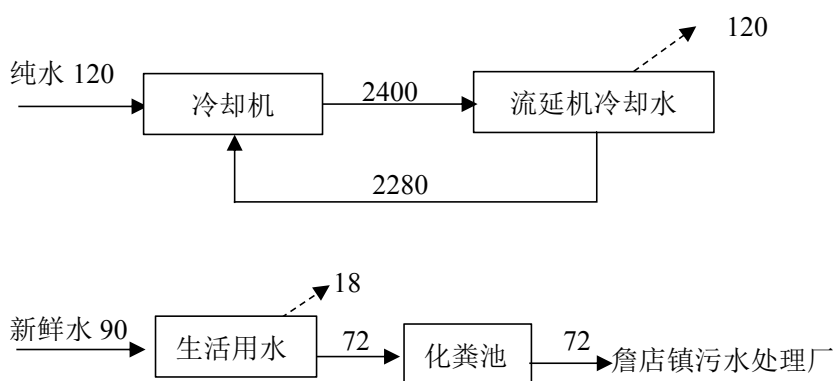 120
纯水 120
冷却机
2400
流延机冷却水
2280
18
新鲜水 90
生活用水
72
化粪池
72
詹店镇污水处理厂